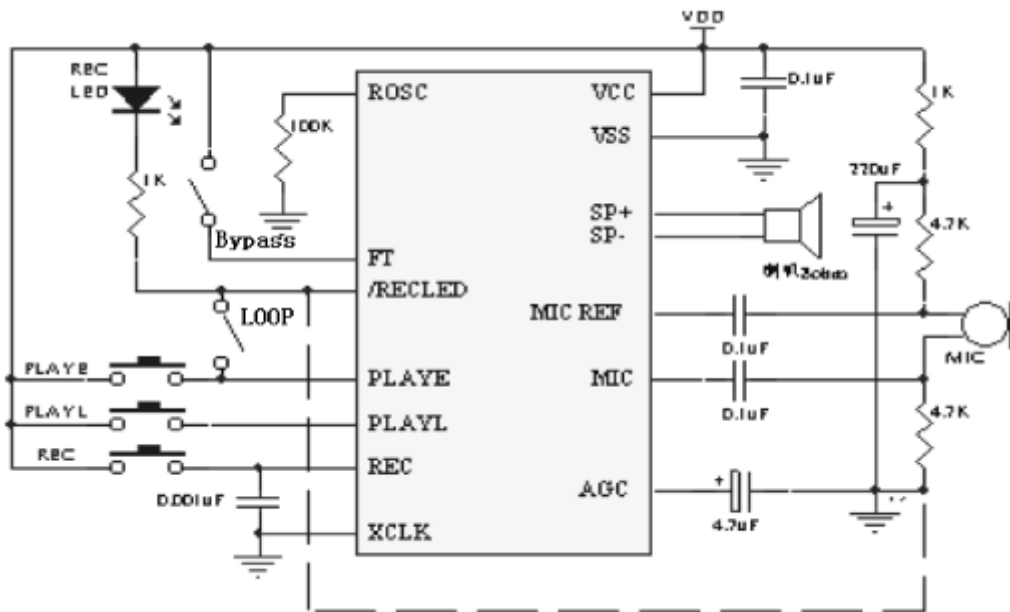 VDD
REC
LED
ROSC
VCC
0.1uF
1K
100K
VSS
1K
220uF
+
SP+
4.7K
SP-
Bypass
FT
/RECLED
LOOP
MIC REF
0.1uF
MIC
PLAYE
PLAYE
MIC
0.1uF
4.7K
PLAYL
PLAYL
REC
REC
0.001uF
AGC
+
4.7uF
XCLK